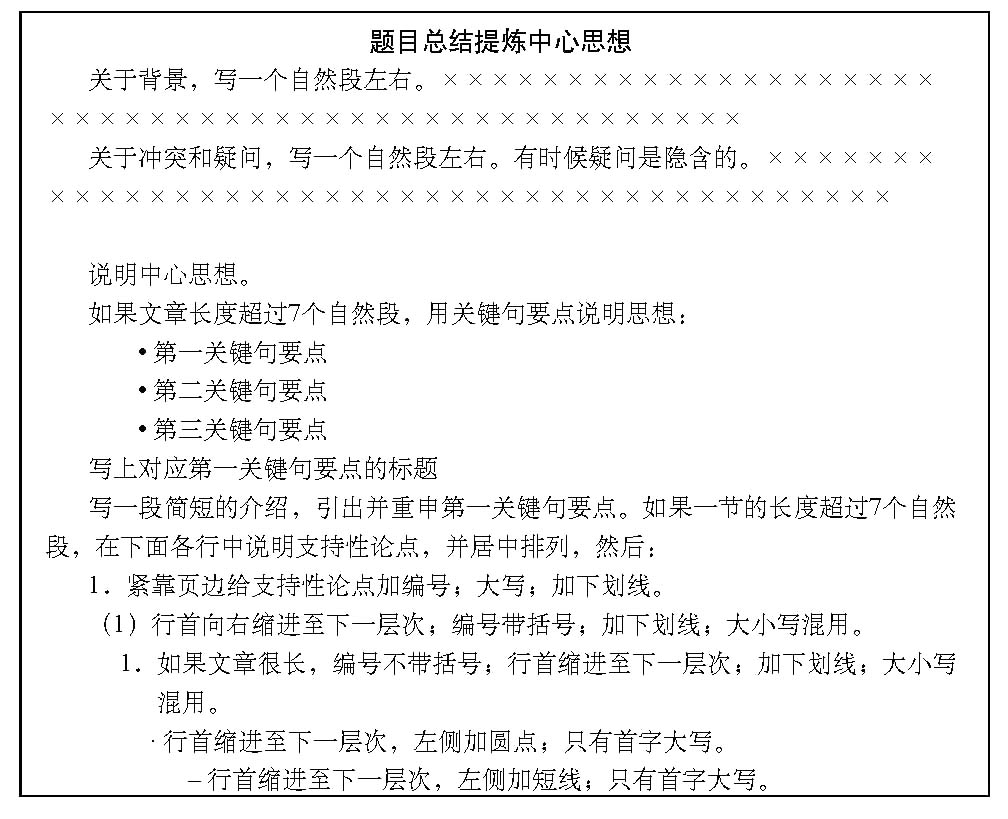 题目总结提炼中心思想
关于背景，写一个自然段左右。××××××××××××××××××××
××××××××××××××××××××××××××××
关于冲突和疑问，写一个自然段左右。有时候疑问是隐含的。×××××××
××××××××××××××××××××××××××××××××××
说明中心思想。
如果文章长度超过7个自然段，用关键句要点说明思想：
•第一关键句要点
•第二关键句要点
•第三关键句要点
写上对应第一关键句要点的标题
写一段简短的介绍，引出并重申第一关键句要点。如果一节的长度超过7个自然
段，在下面各行中说明支持性论点，并居中排列，然后：
1．紧靠页边给支持性论点加编号；大写；加下划线。
（1）行首向右缩进至下一层次；编号带括号；加下划线；大小写混用。
1．如果文章很长，编号不带括号；行首缩进至下一层次；加下划线；大小写
混用。
·行首缩进至下一层次，左侧加圆点；只有首字大写。
–行首缩进至下一层次，左侧加短线；只有首字大写。